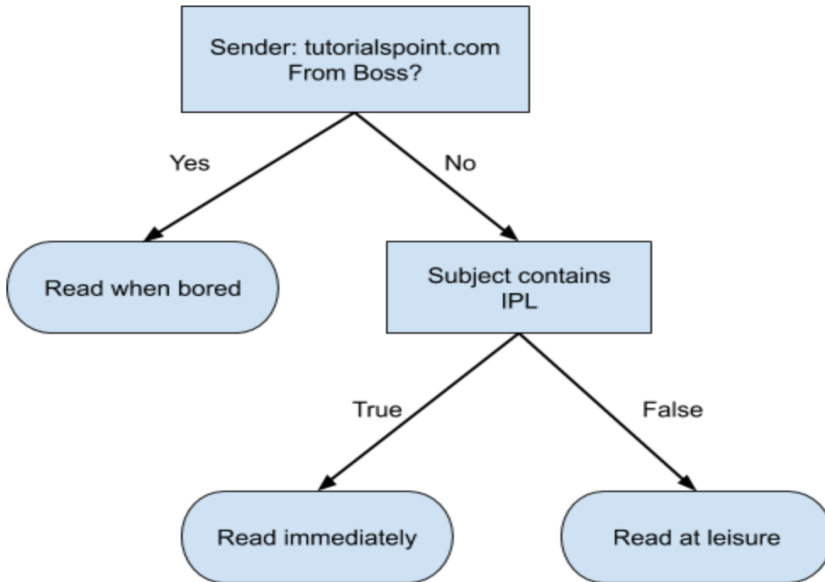 Sender: tutorialspoint.com
From Boss?
Yes
No
Read when bored
Subject contains
IPL
True
False
Read immediately
Read at leisure